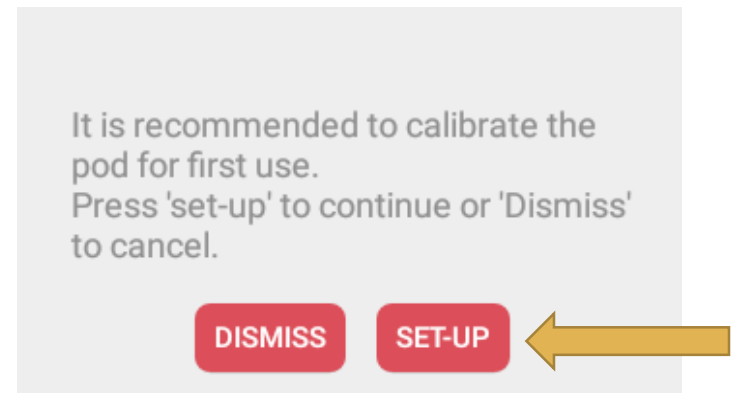 It is recommended to calibrate the
pod for first use.
Press 'set-up' to continue or 'Dismiss'
to cancel.
DISMISS SET-UP